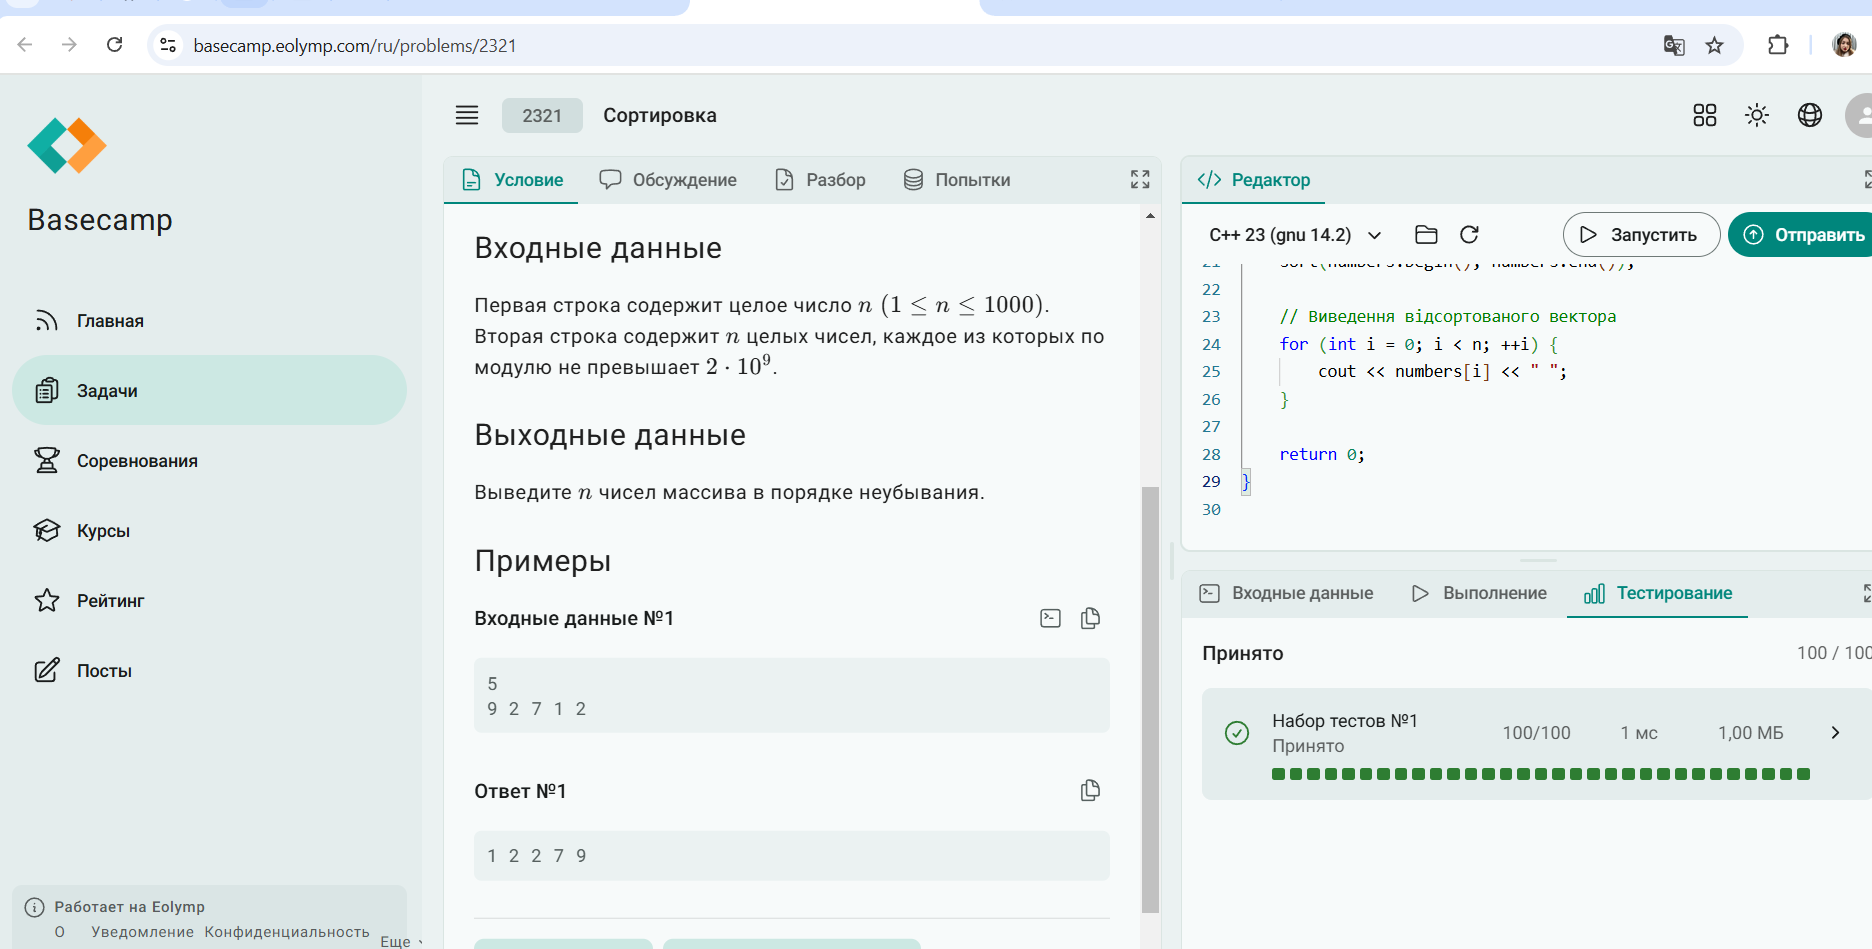 basecamp.eolymp.com/ru/problems/2321
Basecamp
Главная
Задачи
Соревнования
Курсы
Рейтинг
Посты
Работает на Eolymp
О Уведомление Конфиденциальность Еще
2321 Сортировка
Условие Обсуждение Разбор Попытки
Входные данные
Первая строка содержит целое число n (1 ≤ n ≤ 1000).
Вторая строка содержит n целых чисел, каждое из которых по
модулю не превышает 2 · 10⁹.
Выходные данные
Выведите n чисел массива в порядке неубывания.
Примеры
Входные данные №1
5
9 2 7 1 2
Ответ №1
1 2 2 7 9
</> Редактор
C++ 23 (gnu 14.2) Запустить Отправить
21 sort(numbers.begin(), numbers.end());
22
23 // Виведення відсортованого вектора
24 for (int i = 0; i < n; ++i) {
25 cout << numbers[i] << " ";
26 }
27
28 return 0;
29 }
30
Входные данные Выполнение Тестирование
Принято 100 / 100
Набор тестов №1 100/100 1 мс 1,00 МБ
Принято